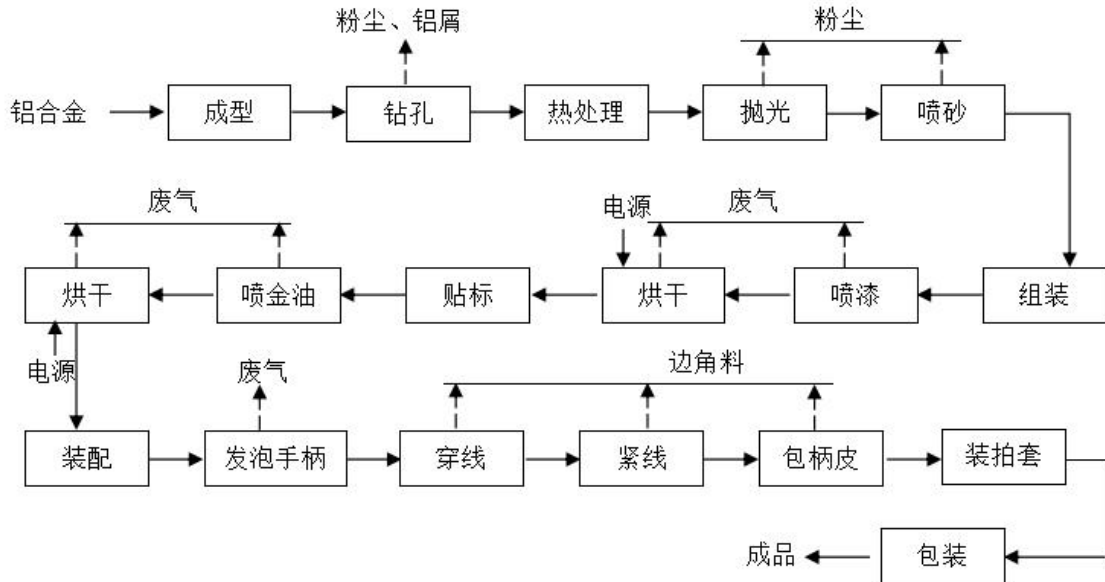 粉尘、铝屑
粉尘
铝合金
成型
钻孔
热处理
抛光
喷砂
废气
电源
废气
烘干
喷金油
贴标
烘干
喷漆
组装
电源
废气
边角料
装配
发泡手柄
穿线
紧线
包柄皮
装拍套
成品
包装